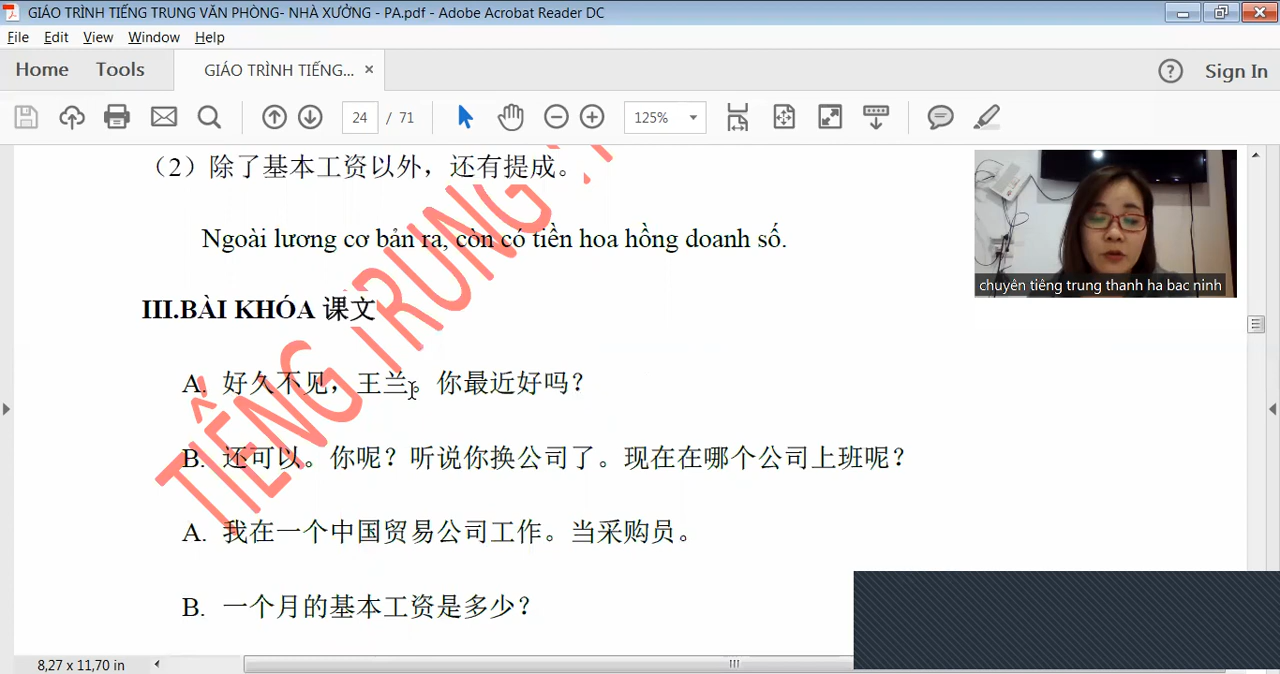 GIÁO TRÌNH TIẾNG TRUNG VĂN PHÒNG- NHÀ XƯỞNG - PA.pdf - Adobe Acrobat Reader DC
File Edit View Window Help
Home Tools GIÁO TRÌNH TIẾNG... × ? Sign In
24 / 71 125%
（2）除了基本工资以外，还有提成。
Ngoài lương cơ bản ra, còn có tiền hoa hồng doanh số.
III.BÀI KHÓA 课文
A. 好久不见，王兰。你最近好吗？
B. 还可以。你呢？听说你换公司了。现在在哪个公司上班呢？
A. 我在一个中国贸易公司工作。当采购员。
B. 一个月的基本工资是多少？
TIẾNG TRUNG
chuyên tiêng trung thanh ha bac ninh
8,27 x 11,70 in